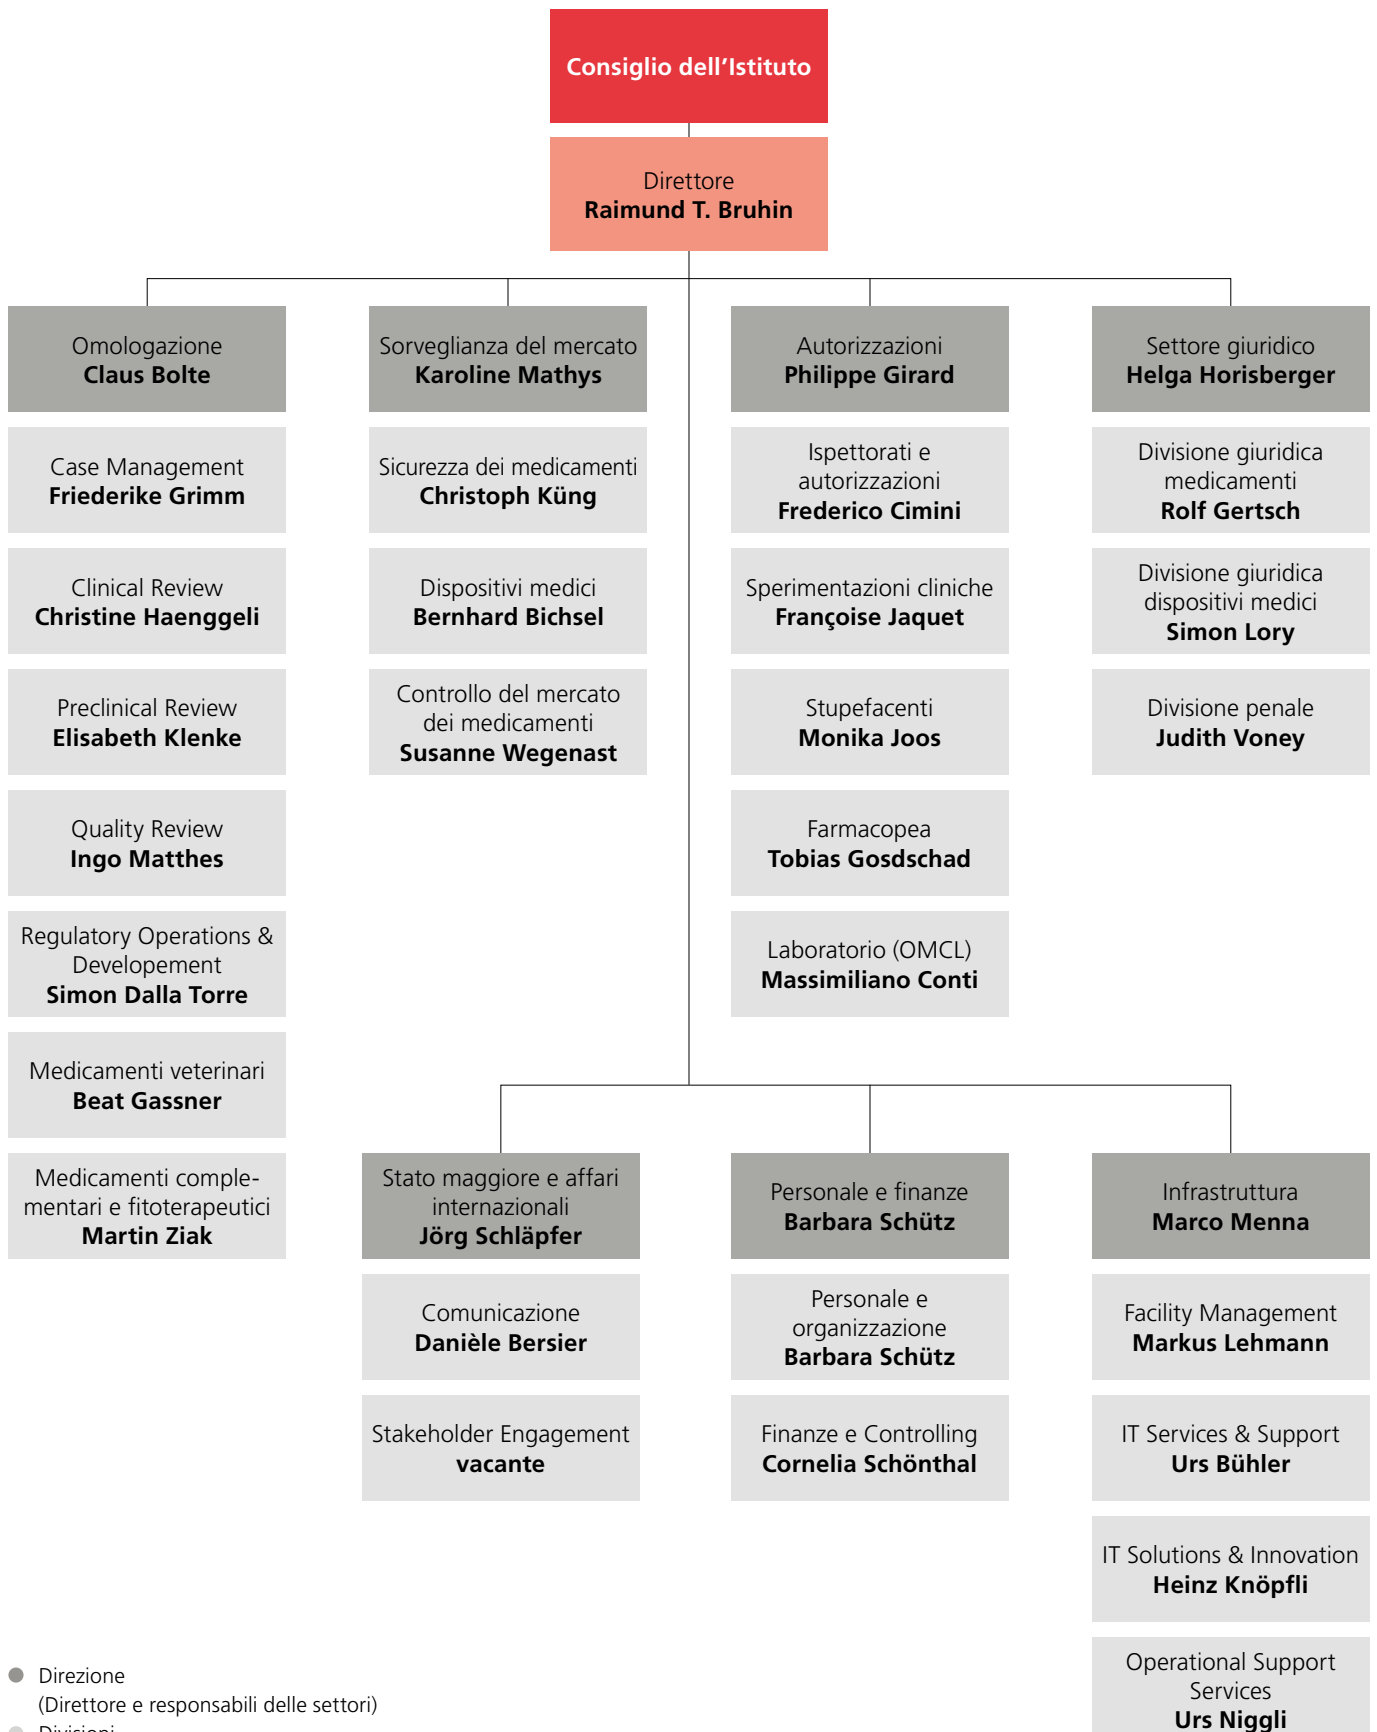 Consiglio dell’Istituto
Direttore
Raimund T. Bruhin
Omologazione
Claus Bolte
Case Management
Friederike Grimm
Clinical Review
Christine Haenggeli
Preclinical Review
Elisabeth Klenke
Quality Review
Ingo Matthes
Regulatory Operations &
Developement
Simon Dalla Torre
Medicamenti veterinari
Beat Gassner
Medicamenti comple-
mentari e fitoterapeutici
Martin Ziak
Sorveglianza del mercato
Karoline Mathys
Sicurezza dei medicamenti
Christoph Küng
Dispositivi medici
Bernhard Bichsel
Controllo del mercato
dei medicamenti
Susanne Wegenast
Autorizzazioni
Philippe Girard
Ispettorati e
autorizzazioni
Frederico Cimini
Sperimentazioni cliniche
Françoise Jaquet
Stupefacenti
Monika Joos
Farmacopea
Tobias Gosdschad
Laboratorio (OMCL)
Massimiliano Conti
Settore giuridico
Helga Horisberger
Divisione giuridica
medicamenti
Rolf Gertsch
Divisione giuridica
dispositivi medici
Simon Lory
Divisione penale
Judith Voney
Stato maggiore e affari
internazionali
Jörg Schläpfer
Comunicazione
Danièle Bersier
Stakeholder Engagement
vacante
Personale e finanze
Barbara Schütz
Personale e
organizzazione
Barbara Schütz
Finanze e Controlling
Cornelia Schönthal
Infrastruttura
Marco Menna
Facility Management
Markus Lehmann
IT Services & Support
Urs Bühler
IT Solutions & Innovation
Heinz Knöpfli
Operational Support
Services
Urs Niggli
Direzione
(Direttore e responsabili delle settori)
Divisioni